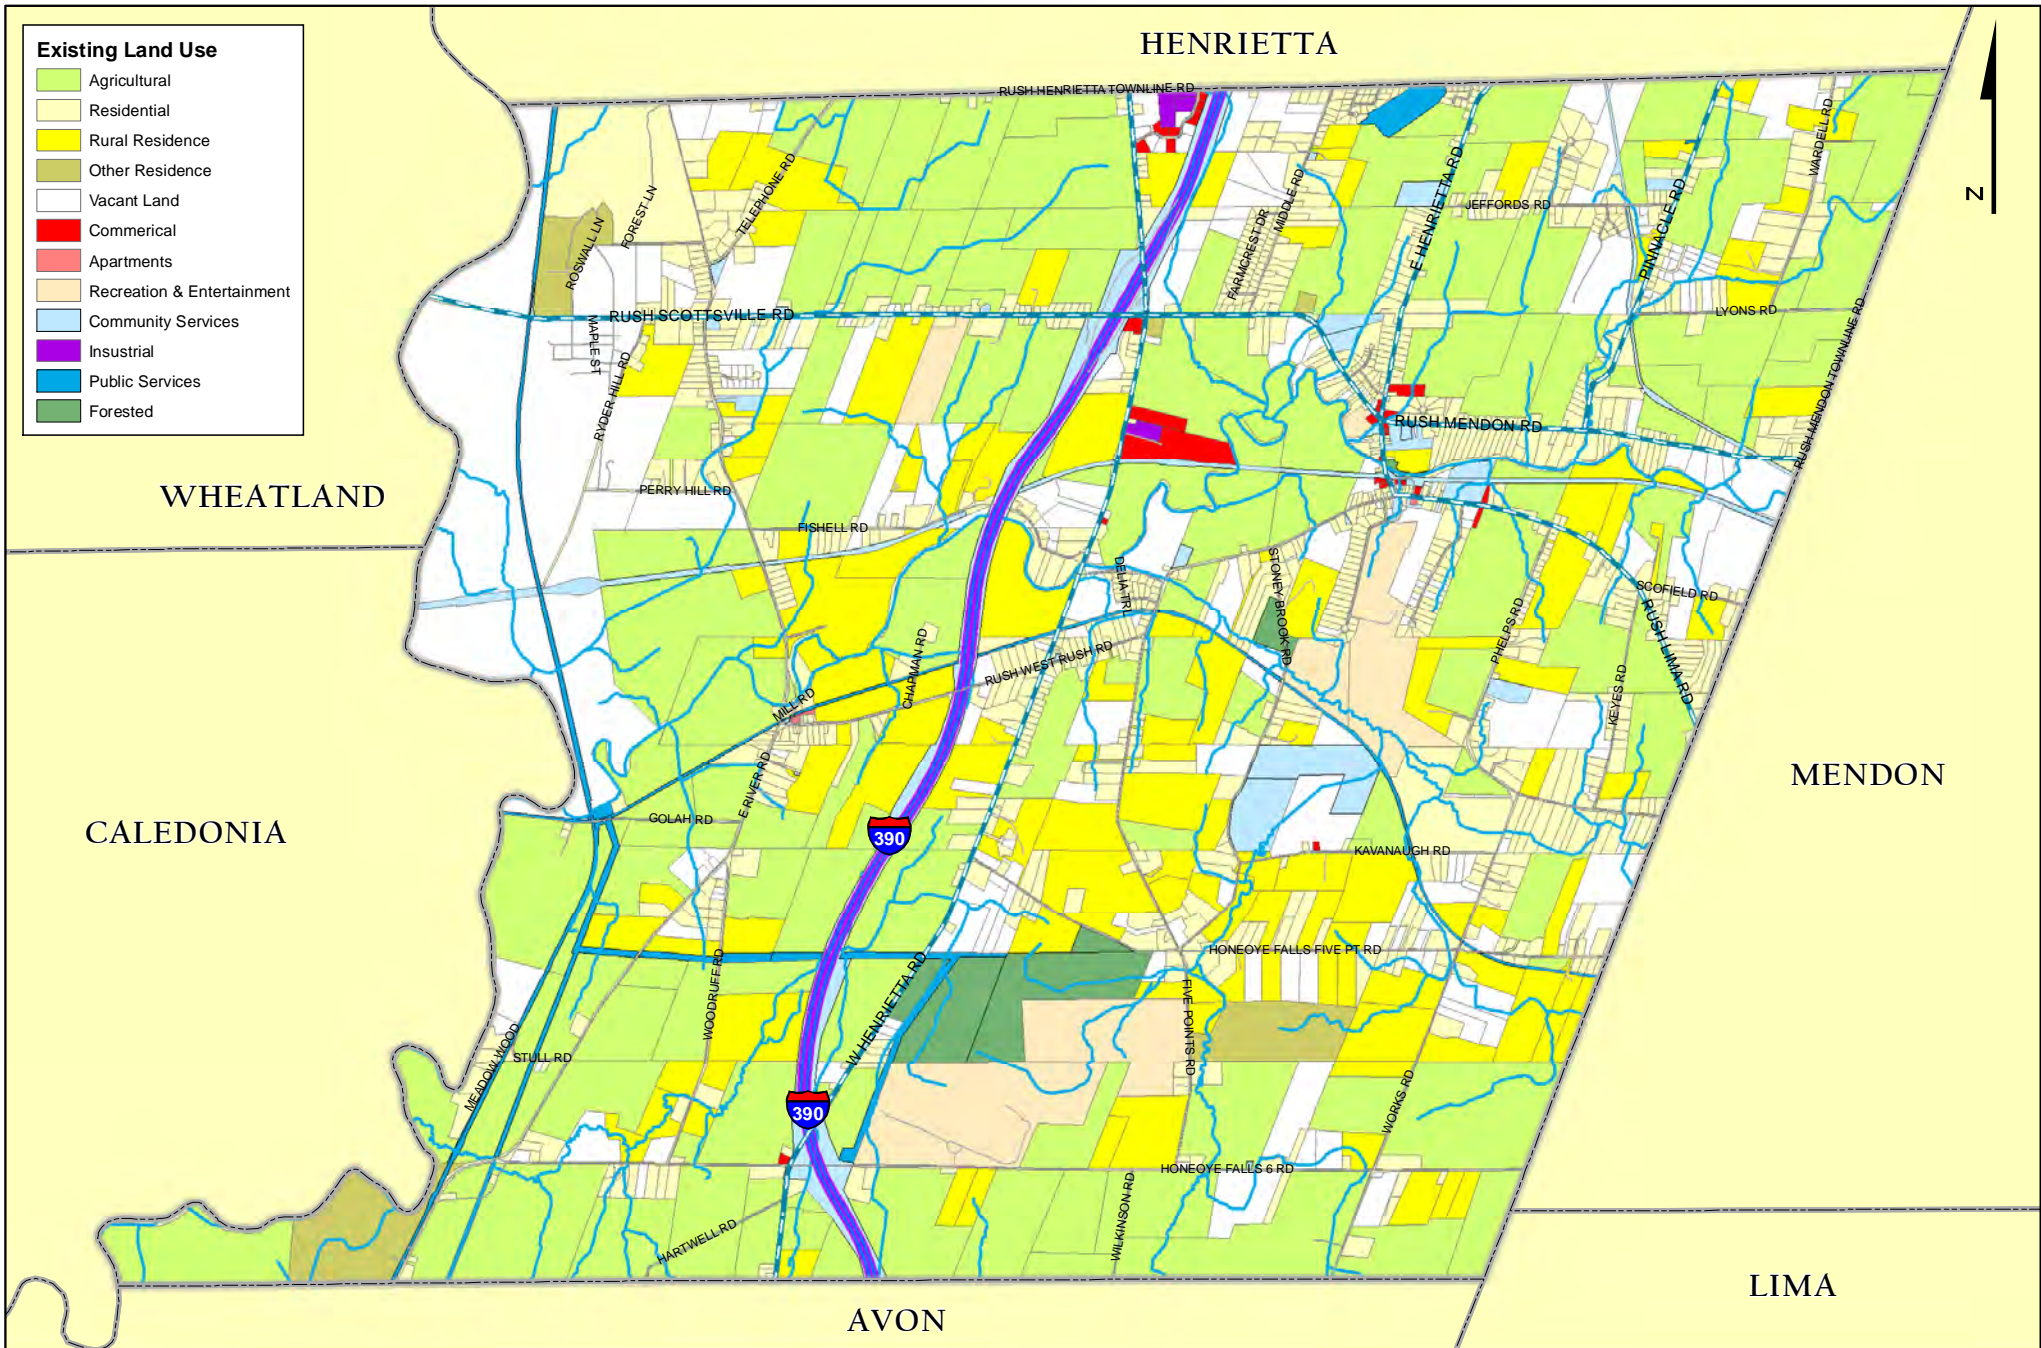 HENRIETTA
Existing Land Use
Agricultural
Residential
Rural Residence
Other Residence
Vacant Land
Commerical
Apartments
Recreation & Entertainment
Community Services
Insustrial
Public Services
Forested
N
RUSH HENRIETTA TOWNLINE RD
WARDELL RD
TELEPHONE RD
FOREST LN
ROSWALL LN
MIDDLE RD
FARMCREST DR
E HENRIETTA RD
JEFFORDS RD
PINNACLE RD
LYONS RD
RUSH SCOTTSVILLE RD
MAPLE ST
RYDER HILL RD
RUSH MENDON TOWNLINE RD
RUSH MENDON RD
WHEATLAND
PERRY HILL RD
FISHELL RD
DELIA TRL
STONEY BROOK RD
SCOFIELD RD
PHELPS RD
RUSH LIMA RD
CHAPMAN RD
RUSH WEST RUSH RD
KEYES RD
MILL RD
E RIVER RD
MENDON
CALEDONIA
GOLAH RD
390
KAVANAUGH RD
HONEOYE FALLS FIVE PT RD
WOODRUFF RD
W HENRIETTA RD
FIVE POINTS RD
MEADOW WOOD
STULL RD
WORKS RD
390
HONEOYE FALLS 6 RD
WILKINSON RD
HARTWELL RD
LIMA
AVON